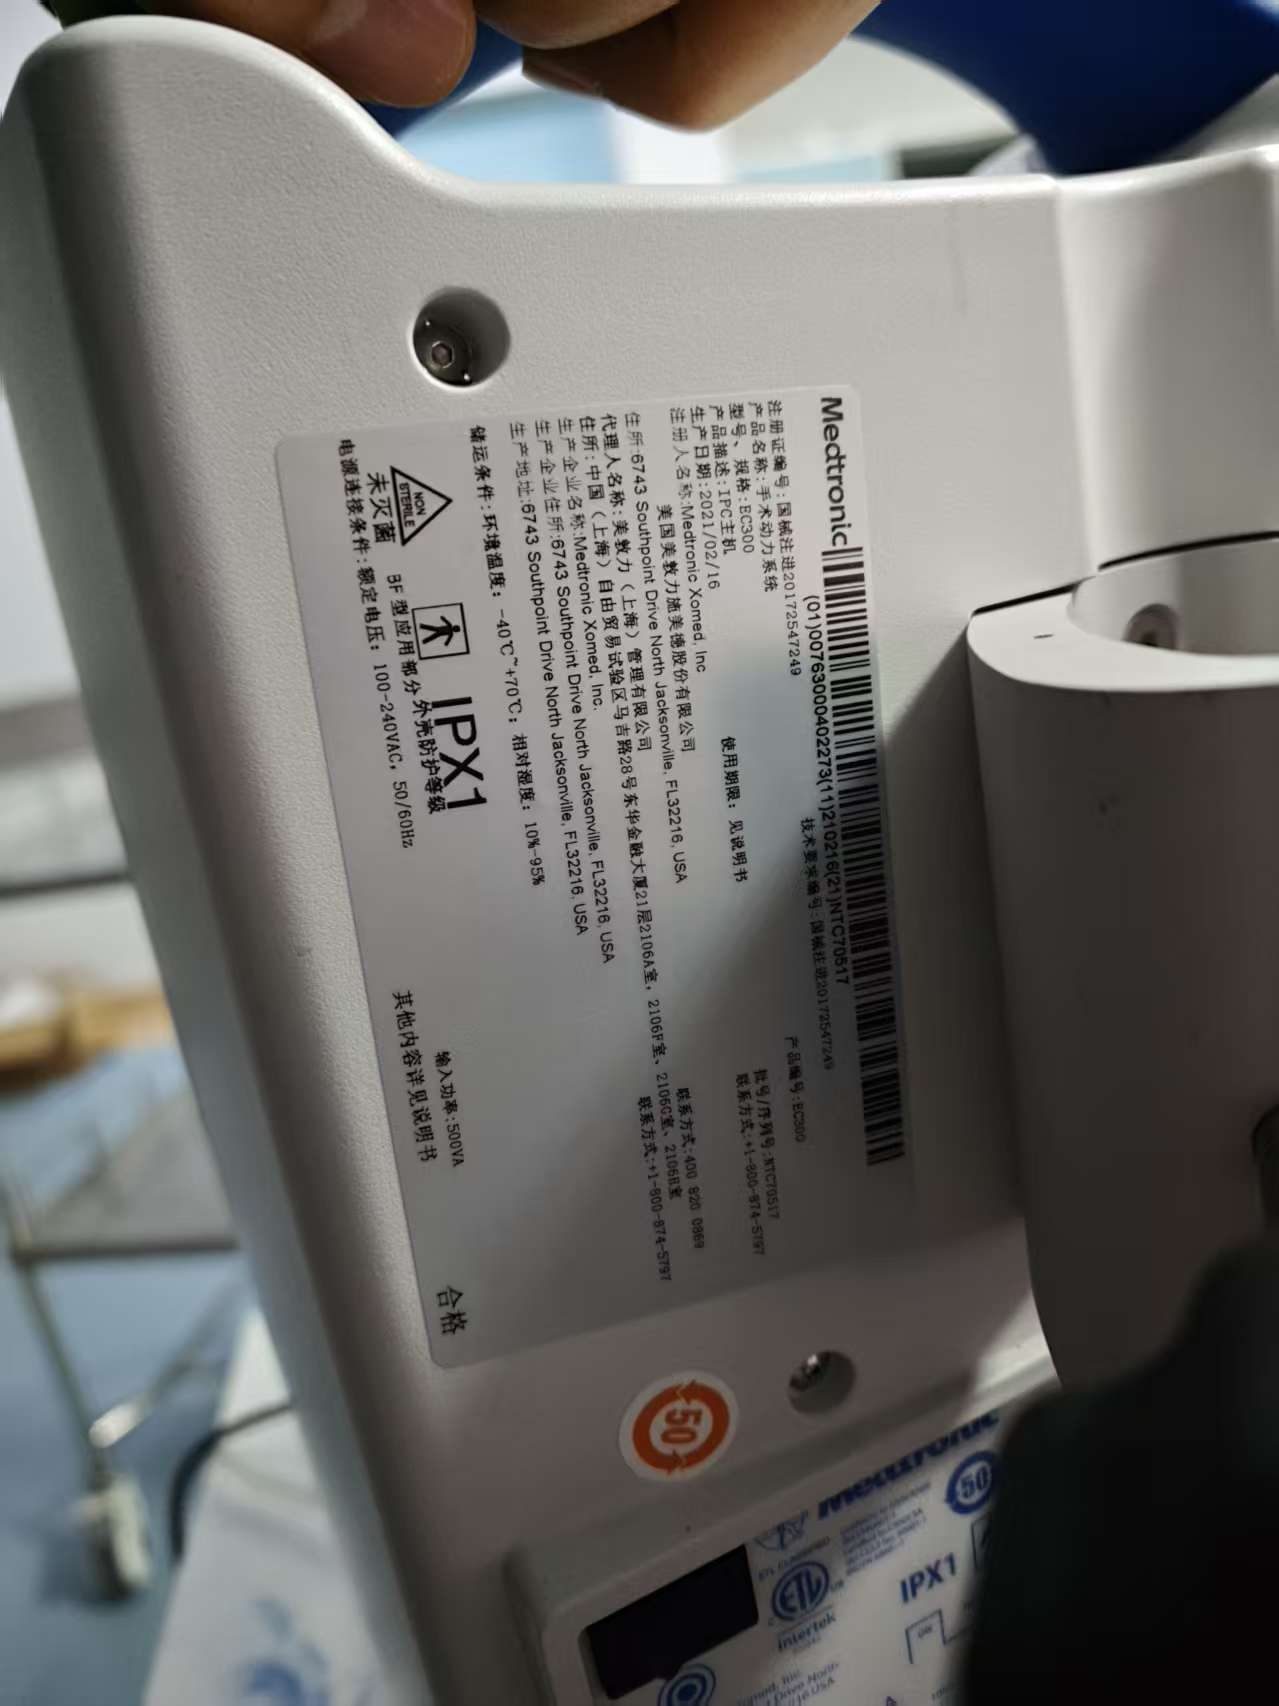 Medtronic
(01)00763000402273(11)210216(21)NTC70517
注册证编号:国械注进20172547249
技术要求编号:国械注进20172547249
产品编号:EC300
产品名称:手术动力系统
型号、规格:EC300
批号/序列号:NTC70517
产品描述:IPC主机
使用期限:见说明书
联系方式:+1-800-874-5797
生产日期:2021/02/16
注册人名称:Medtronic Xomed, Inc
美国美敦力施美德股份有限公司
联系方式:400 820 0869
住所:6743 Southpoint Drive North Jacksonville, FL32216, USA
代理人名称:美敦力（上海）管理有限公司
联系方式:+1-800-874-5797
住所:中国（上海）自由贸易试验区马吉路28号东华金融大厦21层2106A室, 2106F室、2106G室、2106H室
生产企业名称:Medtronic Xomed, Inc.
生产企业住所:6743 Southpoint Drive North Jacksonville, FL32216, USA
生产地址:6743 Southpoint Drive North Jacksonville, FL32216, USA
储运条件:环境温度: -40℃~+70℃; 相对湿度: 10%-95%
NON
STERILE
未灭菌
BF型应用部分
IPX1
外壳防护等级
电源连接条件:额定电压: 100-240VAC, 50/60Hz
输入功率:500VA
其他内容详见说明书
合格
50
Medtronic
50
ETL
Intertek
IPX1